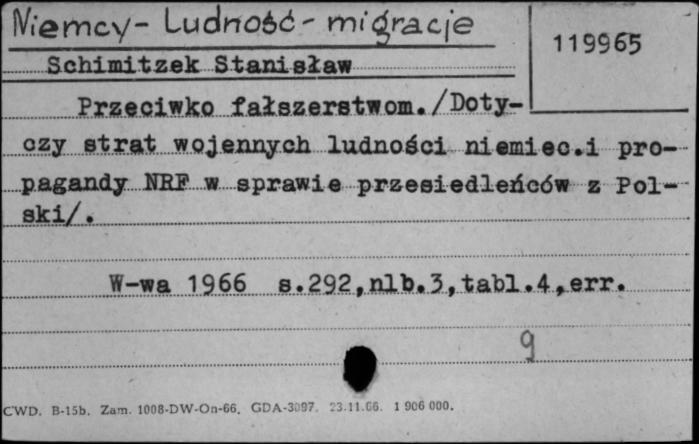 Niemcy - Ludność - migracje
119965
Schimitzek Stanisław
Przeciwko fałszerstwom./Doty-
czy strat wojennych ludności niemiec.i pro-
pagandy NRF w sprawie przesiedleńców z Pol-
ski/.
W-wa 1966 s.292,nlb.3,tabl.4,err.
9
CWD. B-15b. Zam. 1008-DW-On-66. GDA-3097. 23.11.66. 1 906 000.